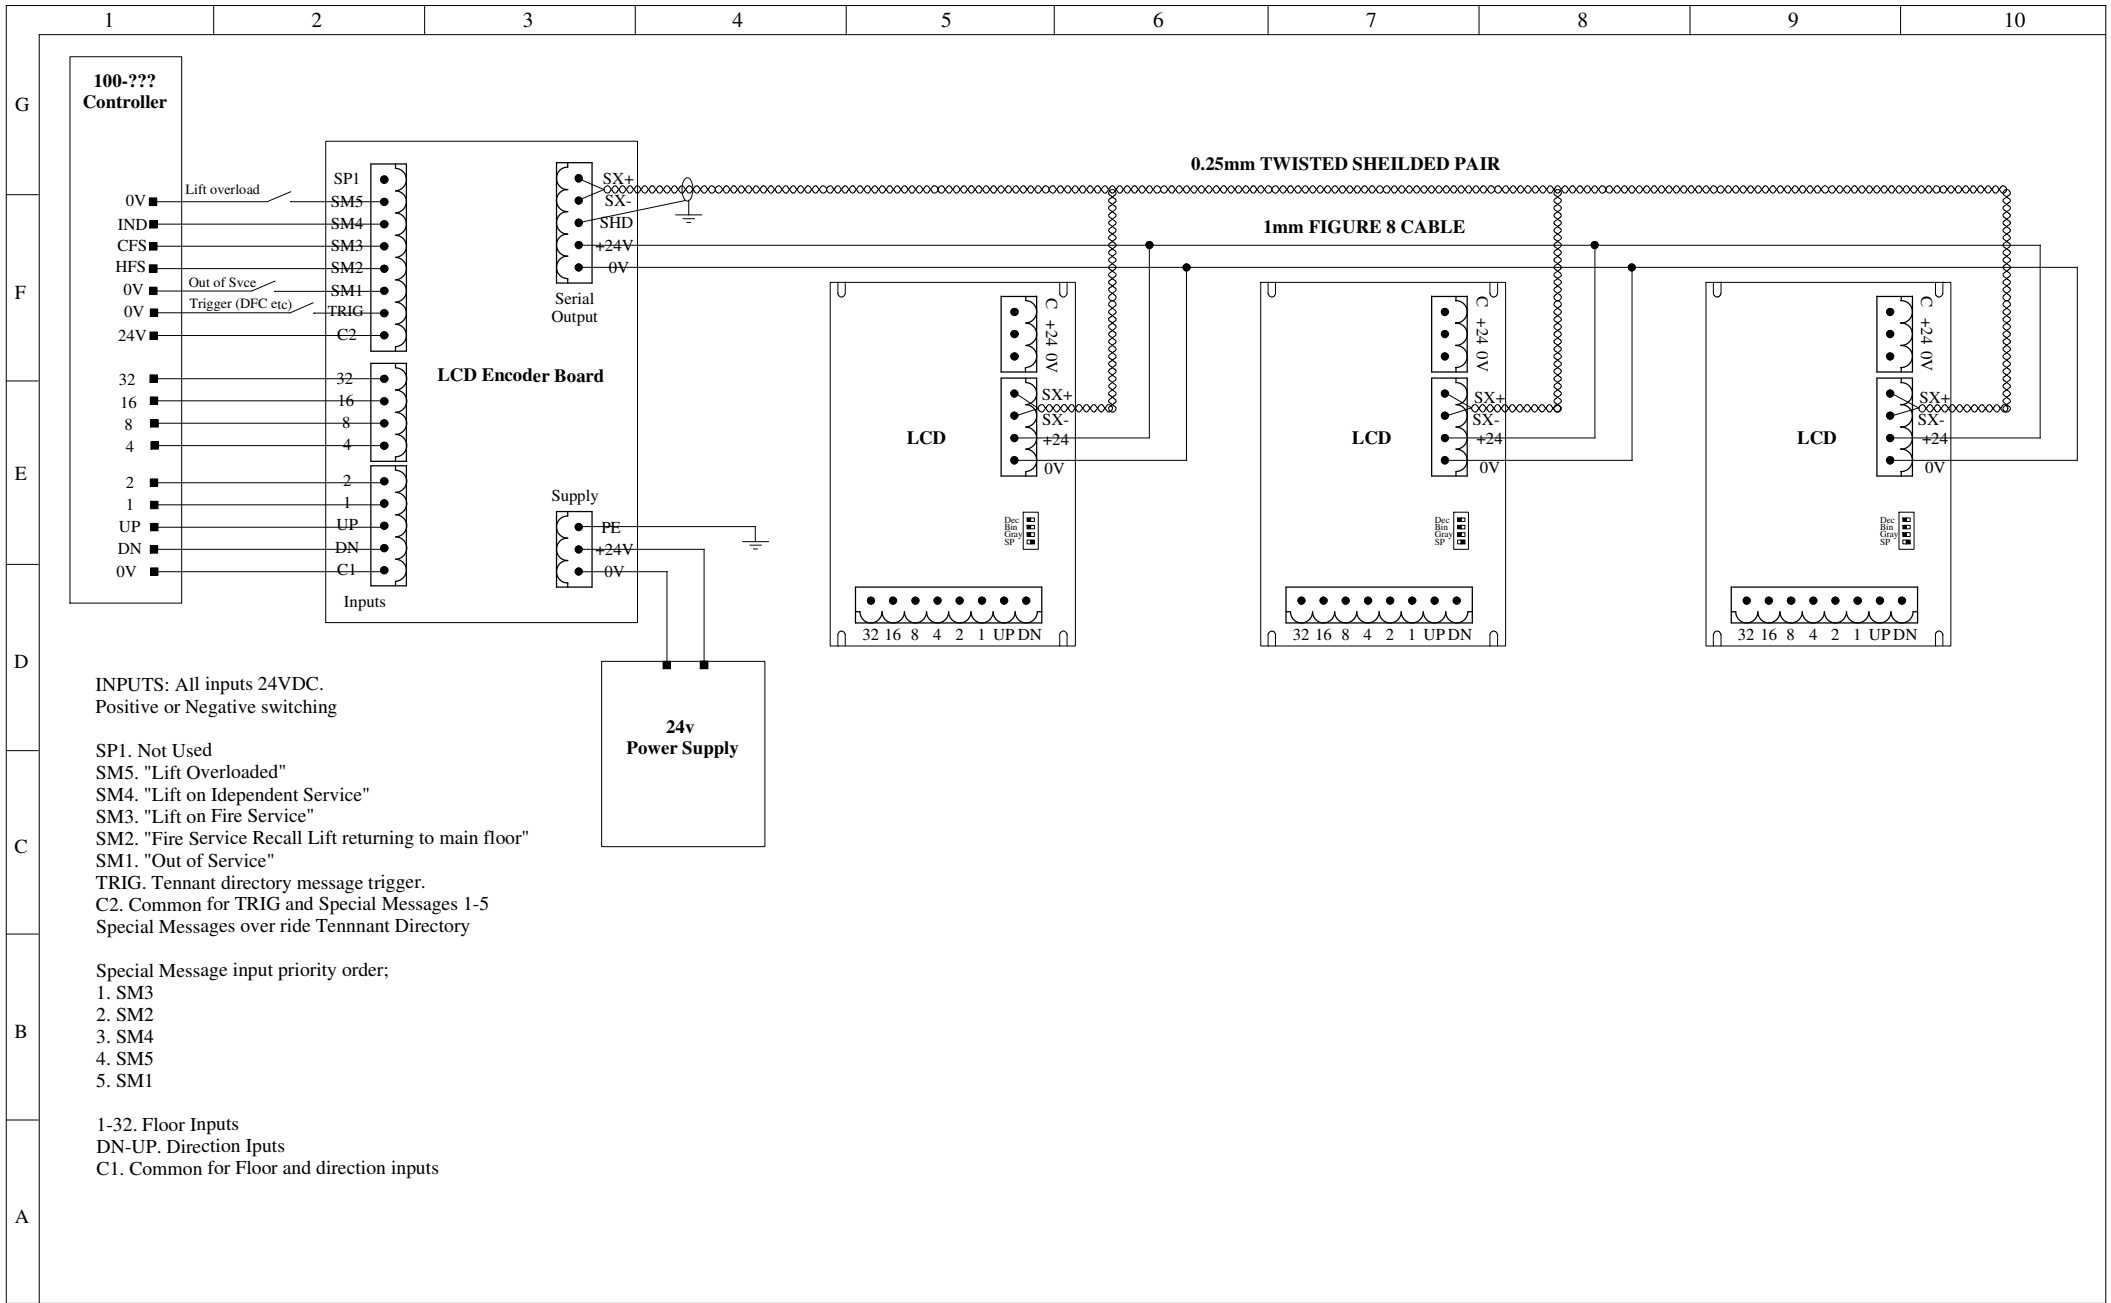 1 2 3 4 5 6 7 8 9 10
G
F
E
D
C
B
A
100-???
Controller
0V
IND
CFS
HFS
0V
0V
24V
32
16
8
4
2
1
UP
DN
0V
Lift overload
Out of Svce
Trigger (DFC etc)
SP1
SM5
SM4
SM3
SM2
SM1
TRIG
C2
32
16
8
4
2
1
UP
DN
C1
Inputs
LCD Encoder Board
SX+
SX-
SHD
+24V
0V
Serial
Output
Supply
PE
+24V
0V
24v
Power Supply
0.25mm TWISTED SHEILDED PAIR
1mm FIGURE 8 CABLE
C +24 0V
SX+
SX-
+24
0V
LCD
Dec
Bin
Gray
SP
32 16 8 4 2 1 UP DN
C +24 0V
SX+
SX-
+24
0V
LCD
Dec
Bin
Gray
SP
32 16 8 4 2 1 UP DN
C +24 0V
SX+
SX-
+24
0V
LCD
Dec
Bin
Gray
SP
32 16 8 4 2 1 UP DN
INPUTS: All inputs 24VDC.
Positive or Negative switching
SP1. Not Used
SM5. "Lift Overloaded"
SM4. "Lift on Idependent Service"
SM3. "Lift on Fire Service"
SM2. "Fire Service Recall Lift returning to main floor"
SM1. "Out of Service"
TRIG. Tennant directory message trigger.
C2. Common for TRIG and Special Messages 1-5
Special Messages over ride Tennnant Directory
Special Message input priority order;
1. SM3
2. SM2
3. SM4
4. SM5
5. SM1
1-32. Floor Inputs
DN-UP. Direction Iputs
C1. Common for Floor and direction inputs